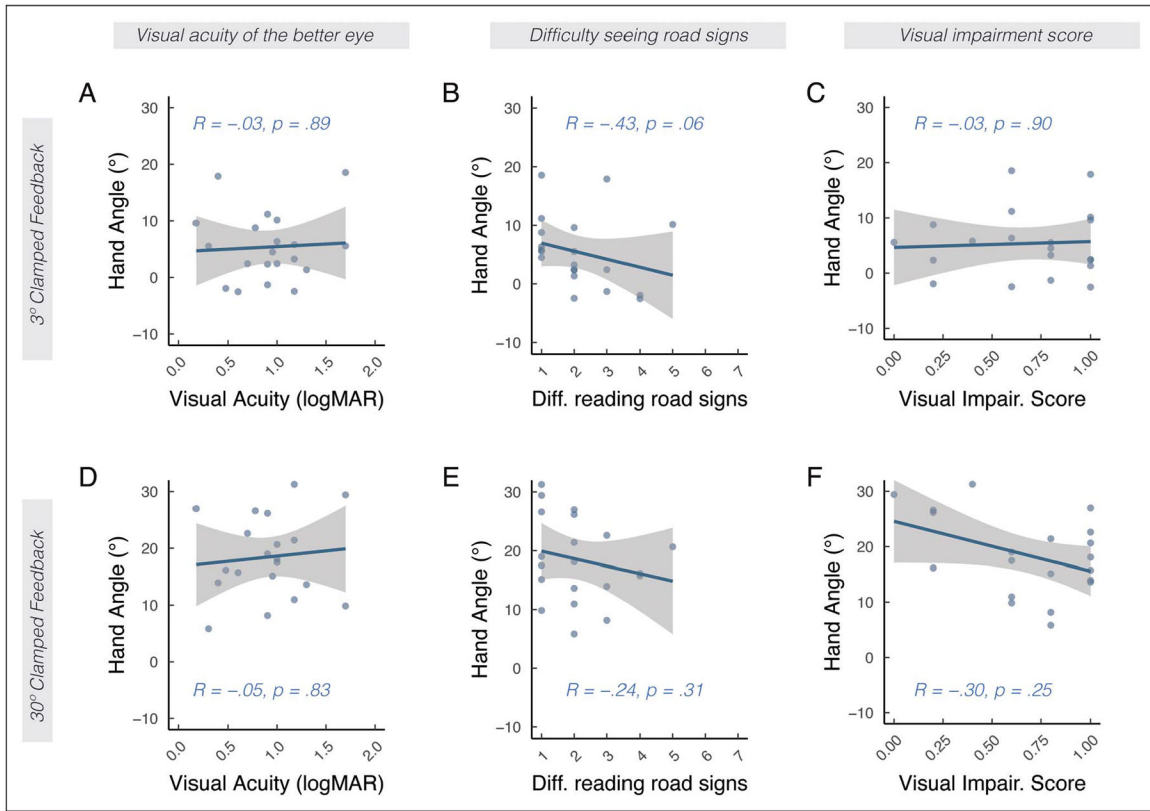 Visual acuity of the better eye
Difficulty seeing road signs
Visual impairment score
3º Clamped Feedback
A
30
20
10
0
−10
Hand Angle (°)
R = −.03, p = .89
0.0 0.5 1.0 1.5 2.0
Visual Acuity (logMAR)
B
30
20
10
0
−10
Hand Angle (°)
R = −.43, p = .06
1 2 3 4 5 6 7
Diff. reading road signs
C
30
20
10
0
−10
Hand Angle (°)
R = −.03, p = .90
0.00 0.25 0.50 0.75 1.00
Visual Impair. Score
30º Clamped Feedback
D
30
20
10
0
−10
Hand Angle (°)
R = −.05, p = .83
0.0 0.5 1.0 1.5 2.0
Visual Acuity (logMAR)
E
30
20
10
0
−10
Hand Angle (°)
R = −.24, p = .31
1 2 3 4 5 6 7
Diff. reading road signs
F
30
20
10
0
−10
Hand Angle (°)
R = −.30, p = .25
0.00 0.25 0.50 0.75 1.00
Visual Impair. Score